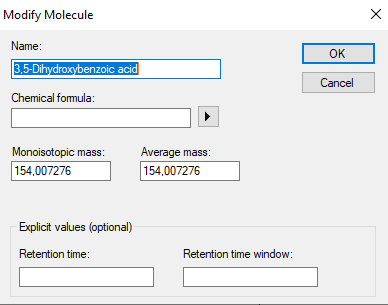 Modify Molecule
Name:
3,5-Dihydroxybenzoic acid
OK
Cancel
Chemical formula:
Monoisotopic mass:
Average mass:
154,007276
154,007276
Explicit values (optional)
Retention time:
Retention time window: